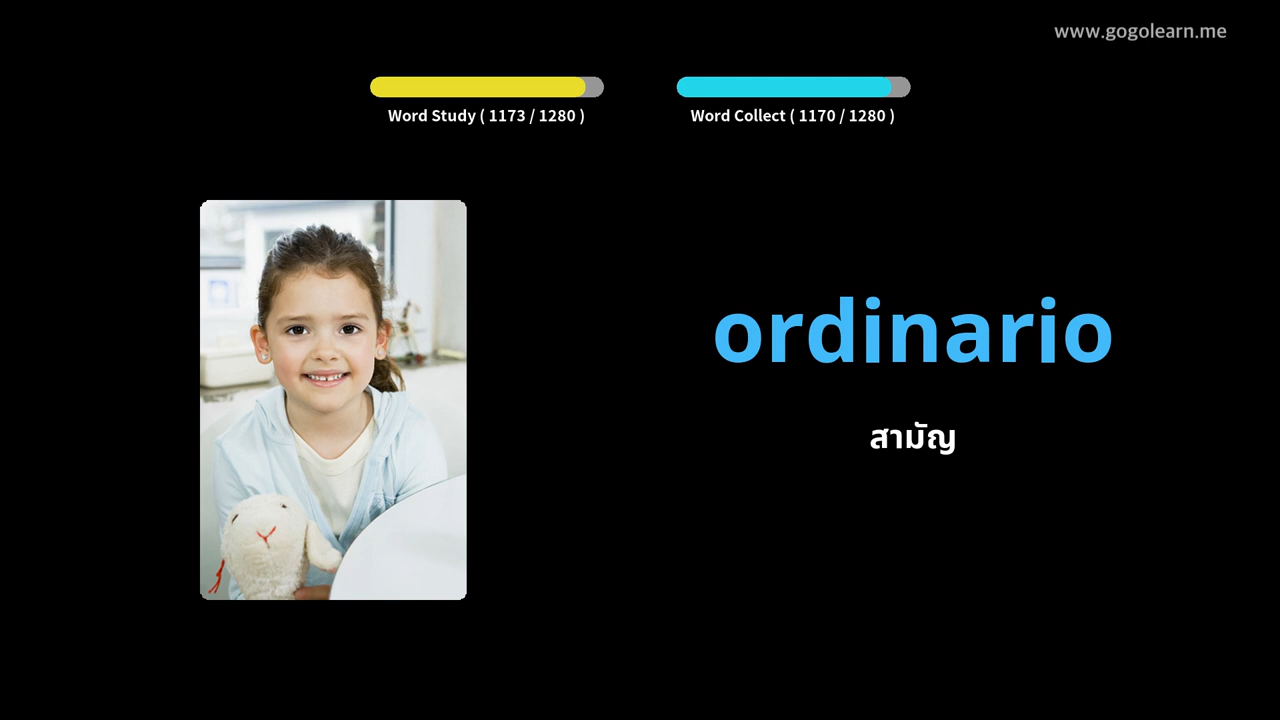 www.gogolearn.me
Word Study ( 1173 / 1280 )
Word Collect ( 1170 / 1280 )
ordinario
สามัญ